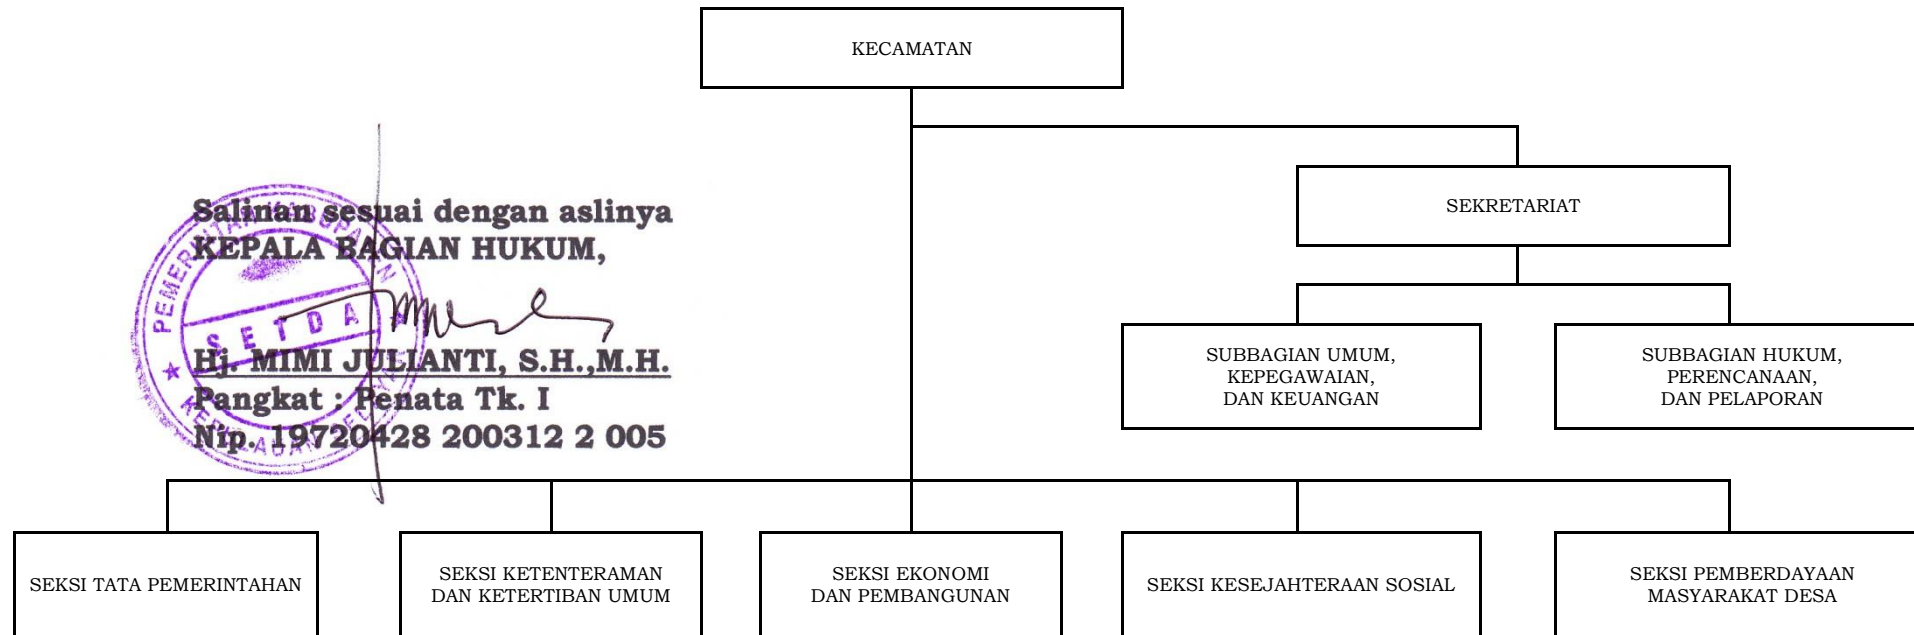 KECAMATAN
SEKRETARIAT
SUBBAGIAN UMUM,
KEPEGAWAIAN,
DAN KEUANGAN
SUBBAGIAN HUKUM,
PERENCANAAN,
DAN PELAPORAN
Salinan sesuai dengan aslinya
KEPALA BAGIAN HUKUM,
PEMERINTAH KABUPATEN
SETDA
Hj. MIMI JULIANTI, S.H.,M.H.
Pangkat : Penata Tk. I
Nip. 19720428 200312 2 005
SEKSI TATA PEMERINTAHAN
SEKSI KETENTERAMAN
DAN KETERTIBAN UMUM
SEKSI EKONOMI
DAN PEMBANGUNAN
SEKSI KESEJAHTERAAN SOSIAL
SEKSI PEMBERDAYAAN
MASYARAKAT DESA